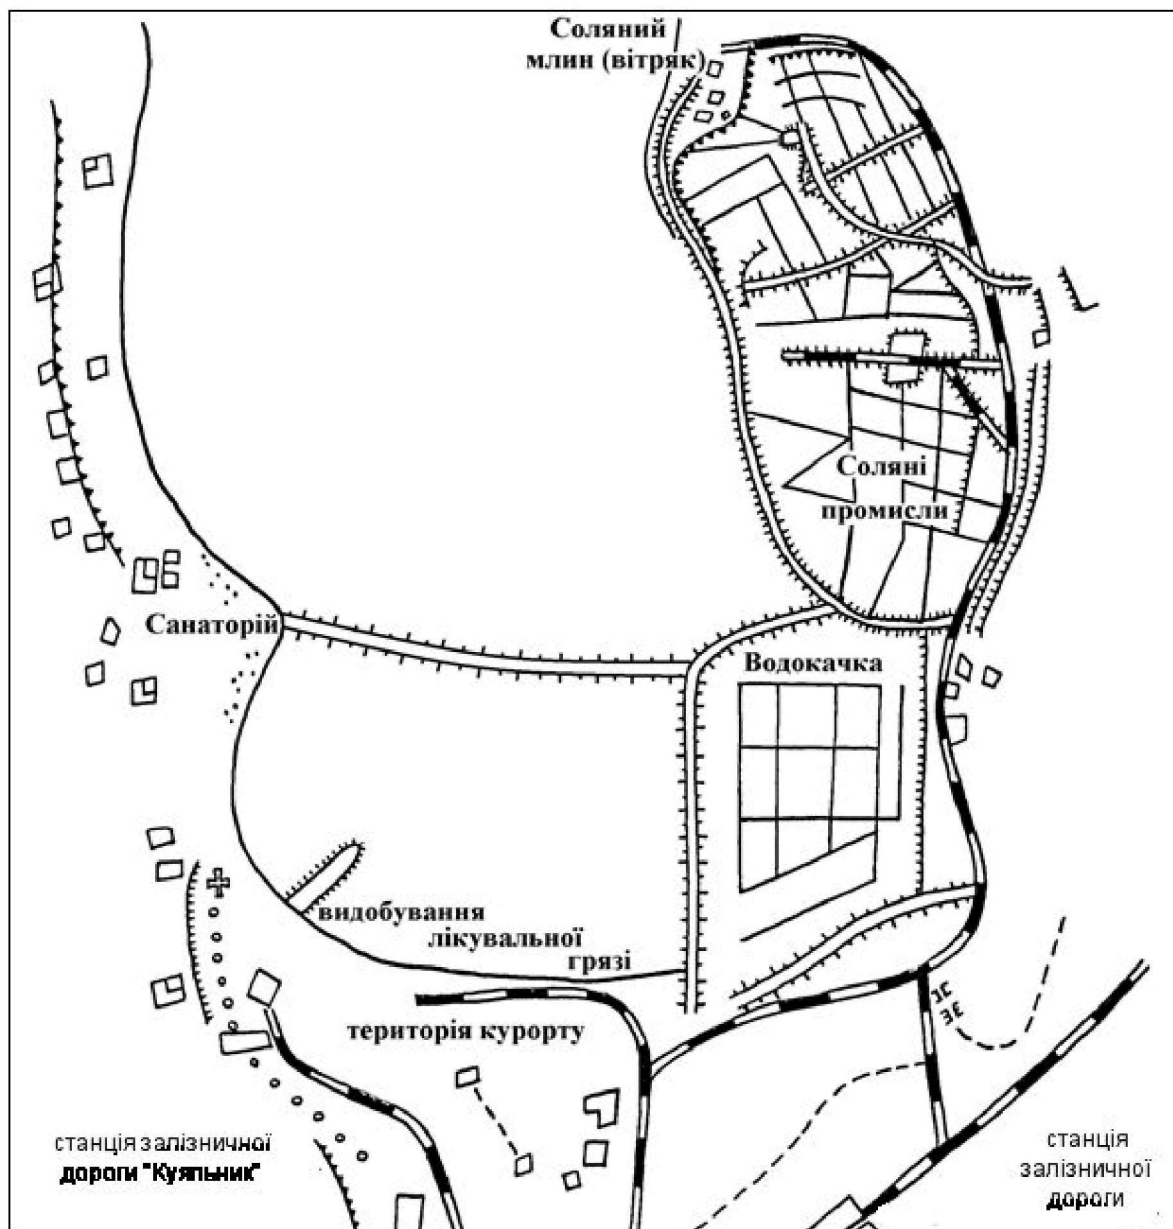 Соляний
млин (вітряк)
Соляні
промисли
Санаторій
Водокачка
видобування
лікувальної
грязі
територія курорту
станція залізничної
дороги "Куяльник"
станція
залізничної
дороги